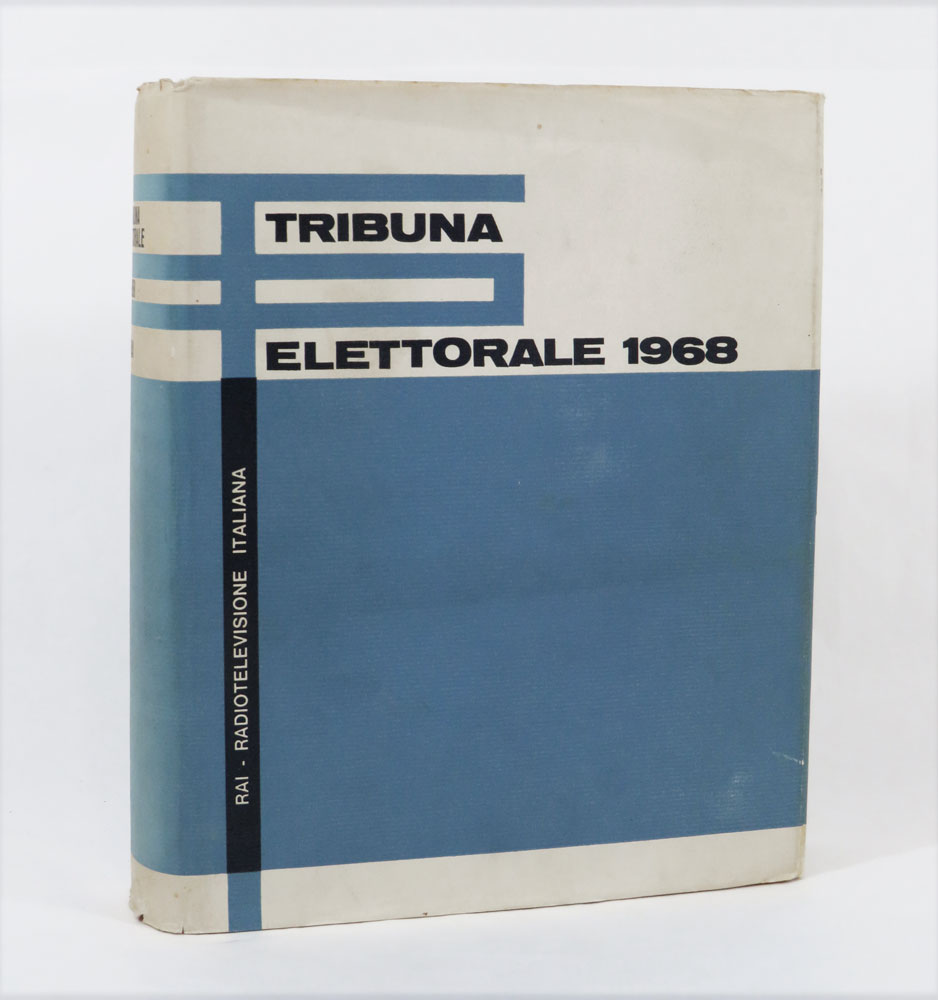 TRIBUNA
ELETTORALE 1968
RAI - RADIOTELEVISIONE ITALIANA